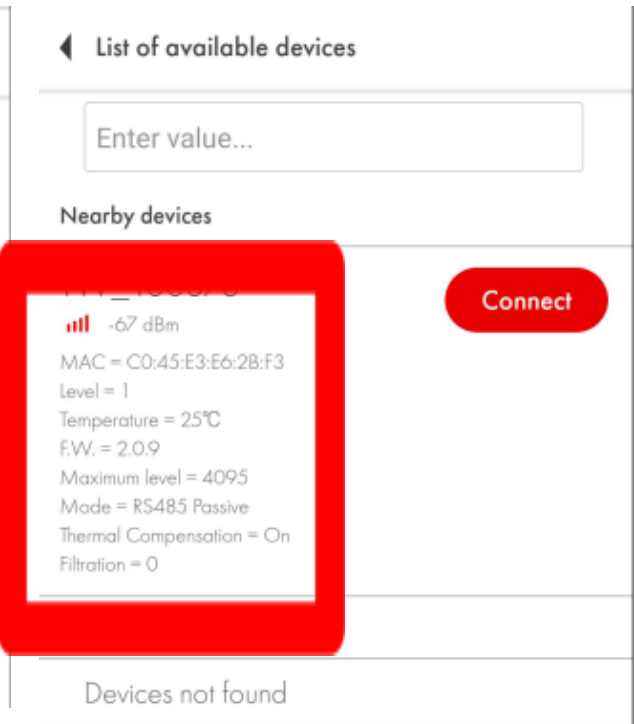 List of available devices
Enter value...
Nearby devices
Connect
-67 dBm
MAC = C0:45:E3:E6:2B:F3
Level = 1
Temperature = 25℃
F.W. = 2.0.9
Maximum level = 4095
Mode = RS485 Passive
Thermal Compensation = On
Filtration = 0
Devices not found